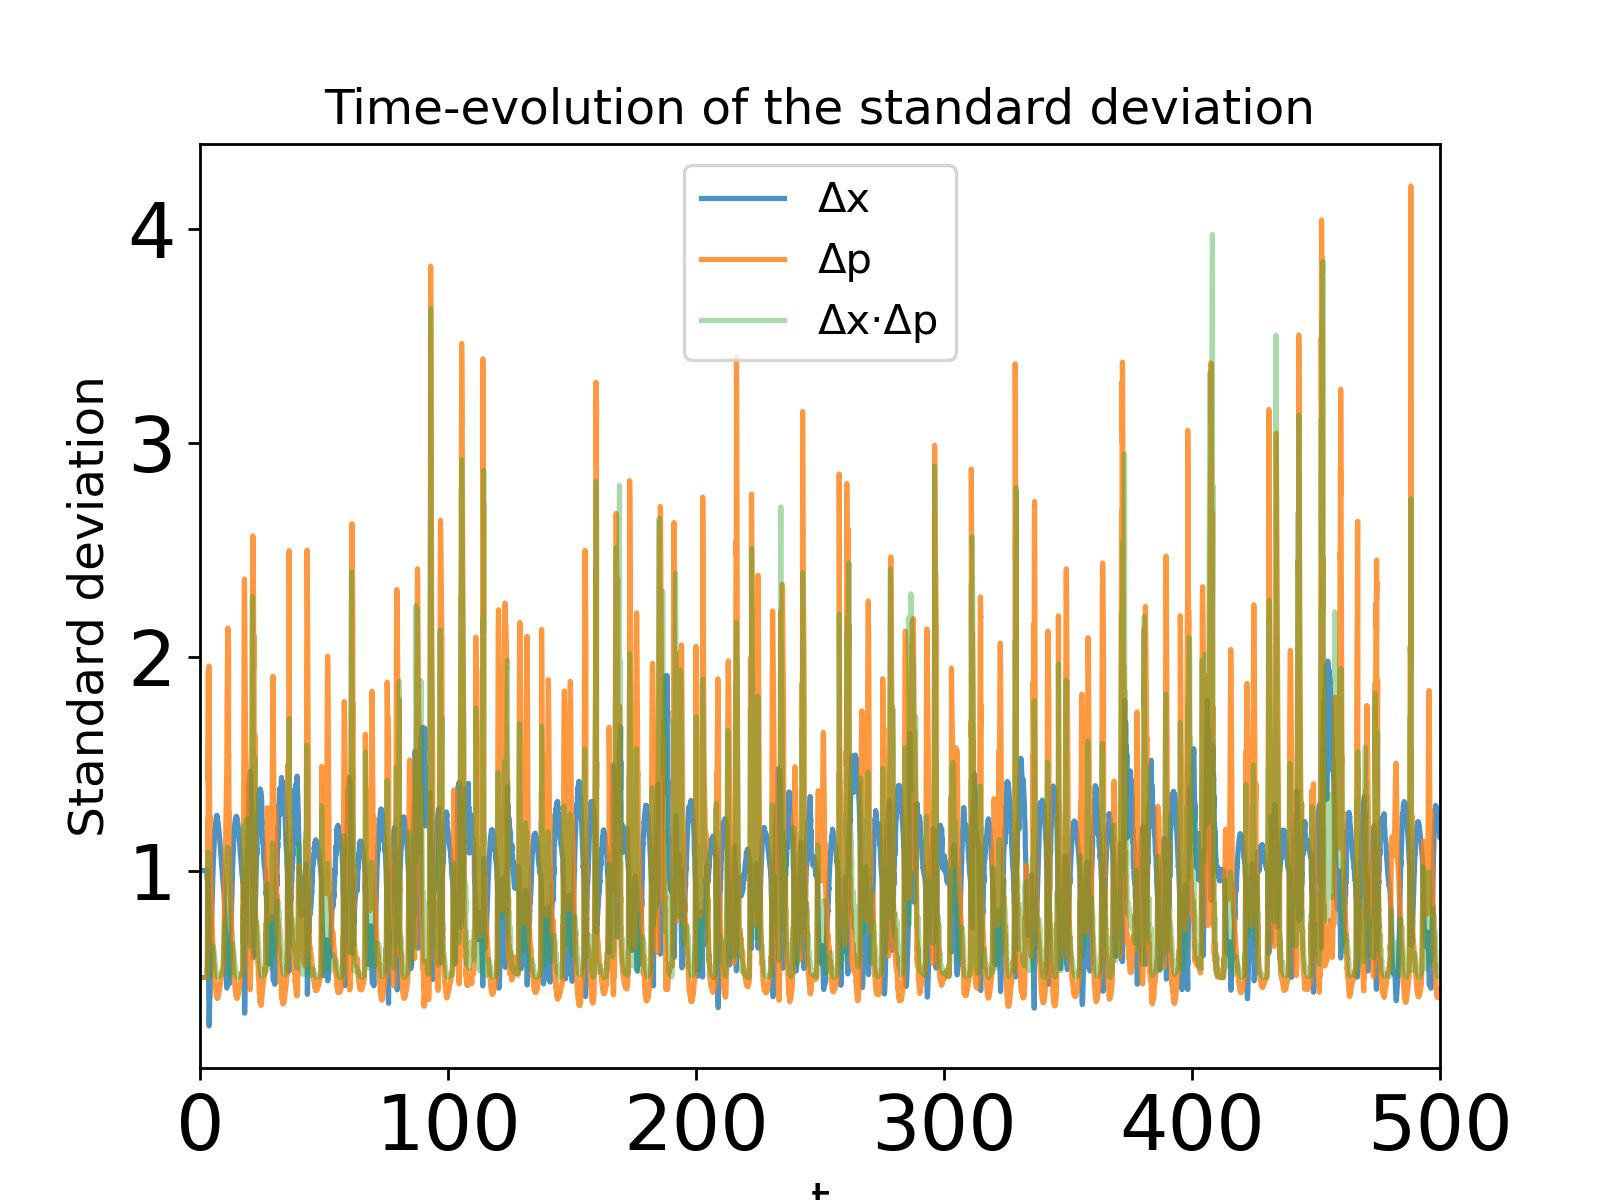 Time-evolution of the standard deviation
Δx
Δp
Δx·Δp
Standard deviation
4
3
2
1
0 100 200 300 400 500
t